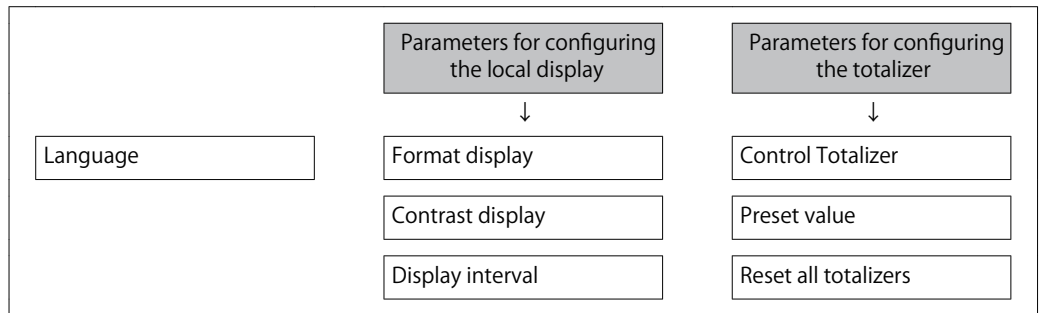 Parameters for configuring
the local display
Parameters for configuring
the totalizer
↓
↓
Language
Format display
Control Totalizer
Contrast display
Preset value
Display interval
Reset all totalizers